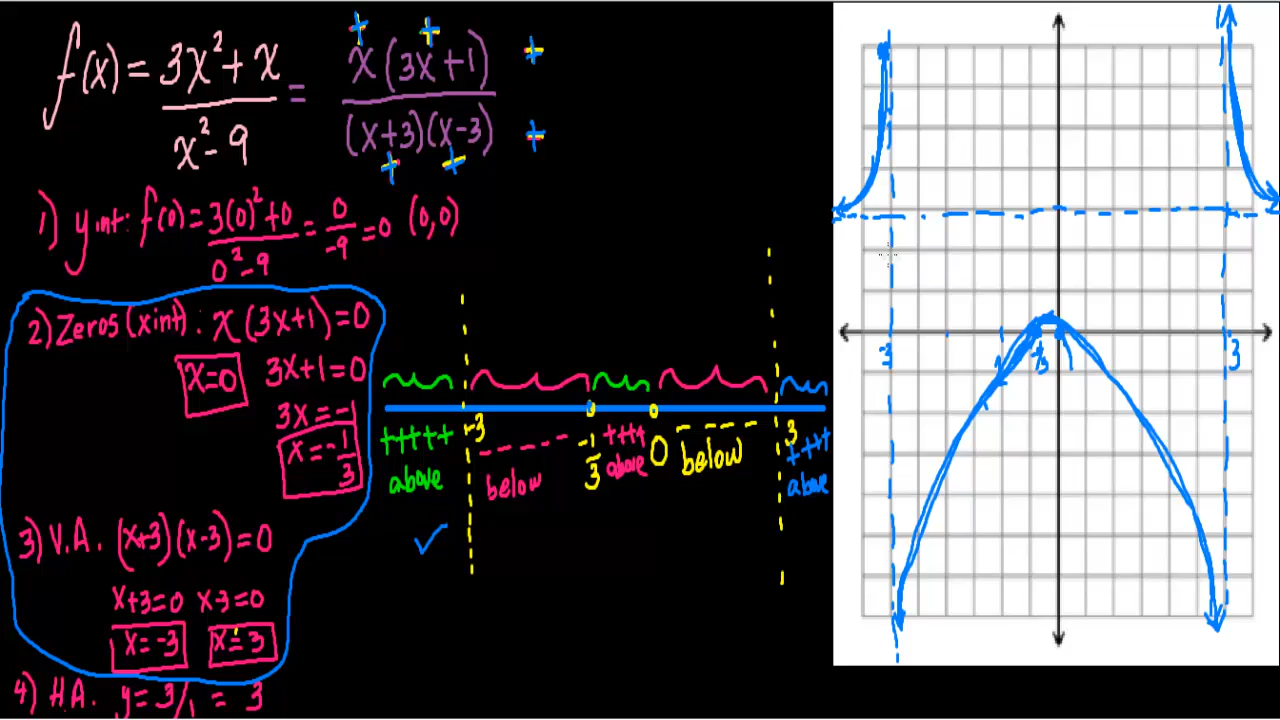 f(x) = 3x²+x / x²-9 = x(3x+1) / (x+3)(x-3)
+ + +
+ + +
1) y int: f(0) = 3(0)²+0 / 0²-9 = 0 / -9 = 0 (0,0)
2) Zeros (x int): x(3x+1)=0
x=0 3x+1=0
3x=-1
x=-1/3
3) V.A. (x+3)(x-3)=0
x+3=0 x-3=0
x=-3 x=3
4) H.A. y=3/1 = 3
-3 -1/3 0 3
+++++ ------ +++ ------ +++
above below above below above
-3 -1/3 3